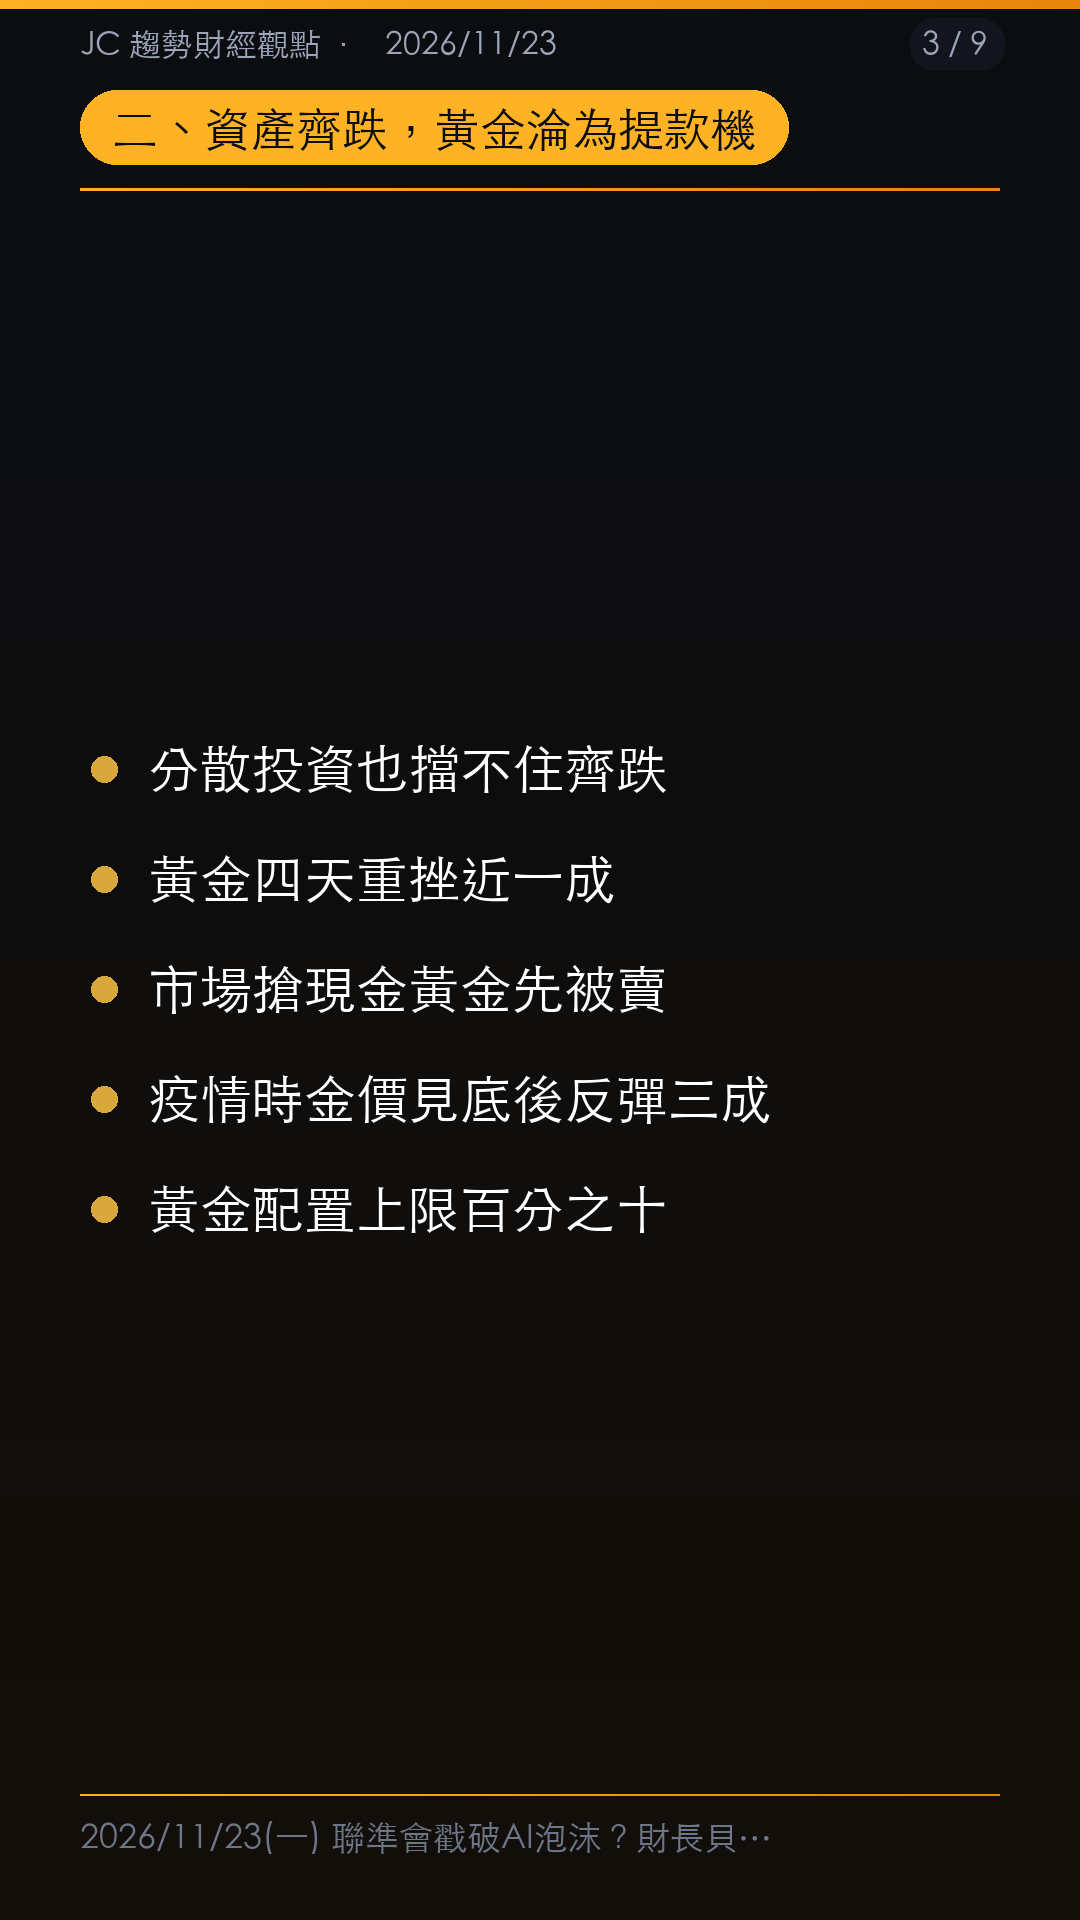 JC 趨勢財經觀點 · 2026/11/23
3 / 9
二、資產齊跌，黃金淪為提款機
分散投資也擋不住齊跌
黃金四天重挫近一成
市場搶現金黃金先被賣
疫情時金價見底後反彈三成
黃金配置上限百分之十
2026/11/23(一) 聯準會戳破AI泡沫？財長貝⋯